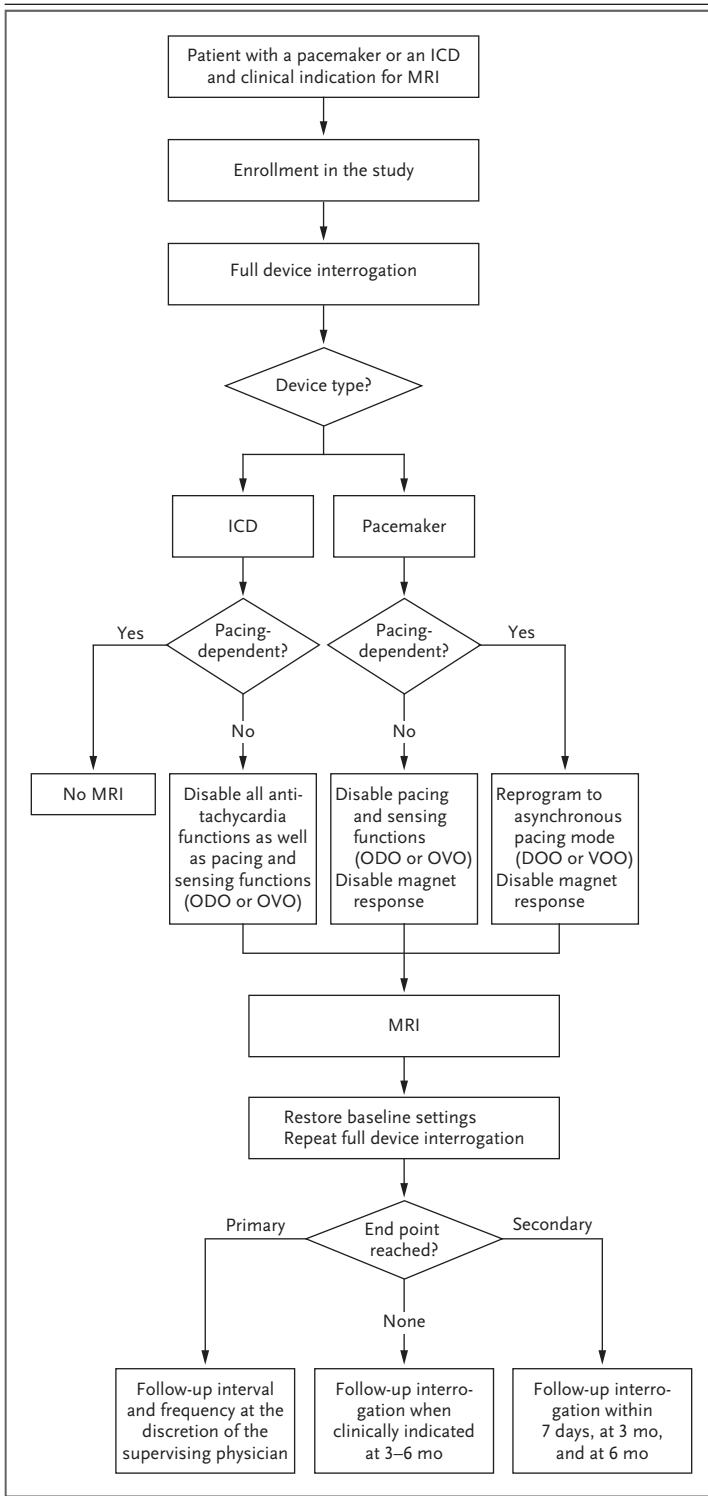 Patient with a pacemaker or an ICD
and clinical indication for MRI
Enrollment in the study
Full device interrogation
Device type?
ICD
Pacemaker
Yes
Pacing-
dependent?
Pacing-
dependent?
Yes
No
No
No MRI
Disable all anti-
tachycardia
functions as well
as pacing and
sensing functions
(ODO or OVO)
Disable pacing
and sensing
functions
(ODO or OVO)
Disable magnet
response
Reprogram to
asynchronous
pacing mode
(DOO or VOO)
Disable magnet
response
MRI
Restore baseline settings
Repeat full device interrogation
Primary
End point
reached?
Secondary
None
Follow-up interval
and frequency at the
discretion of the
supervising physician
Follow-up interro-
gation when
clinically indicated
at 3–6 mo
Follow-up interro-
gation within
7 days, at 3 mo,
and at 6 mo